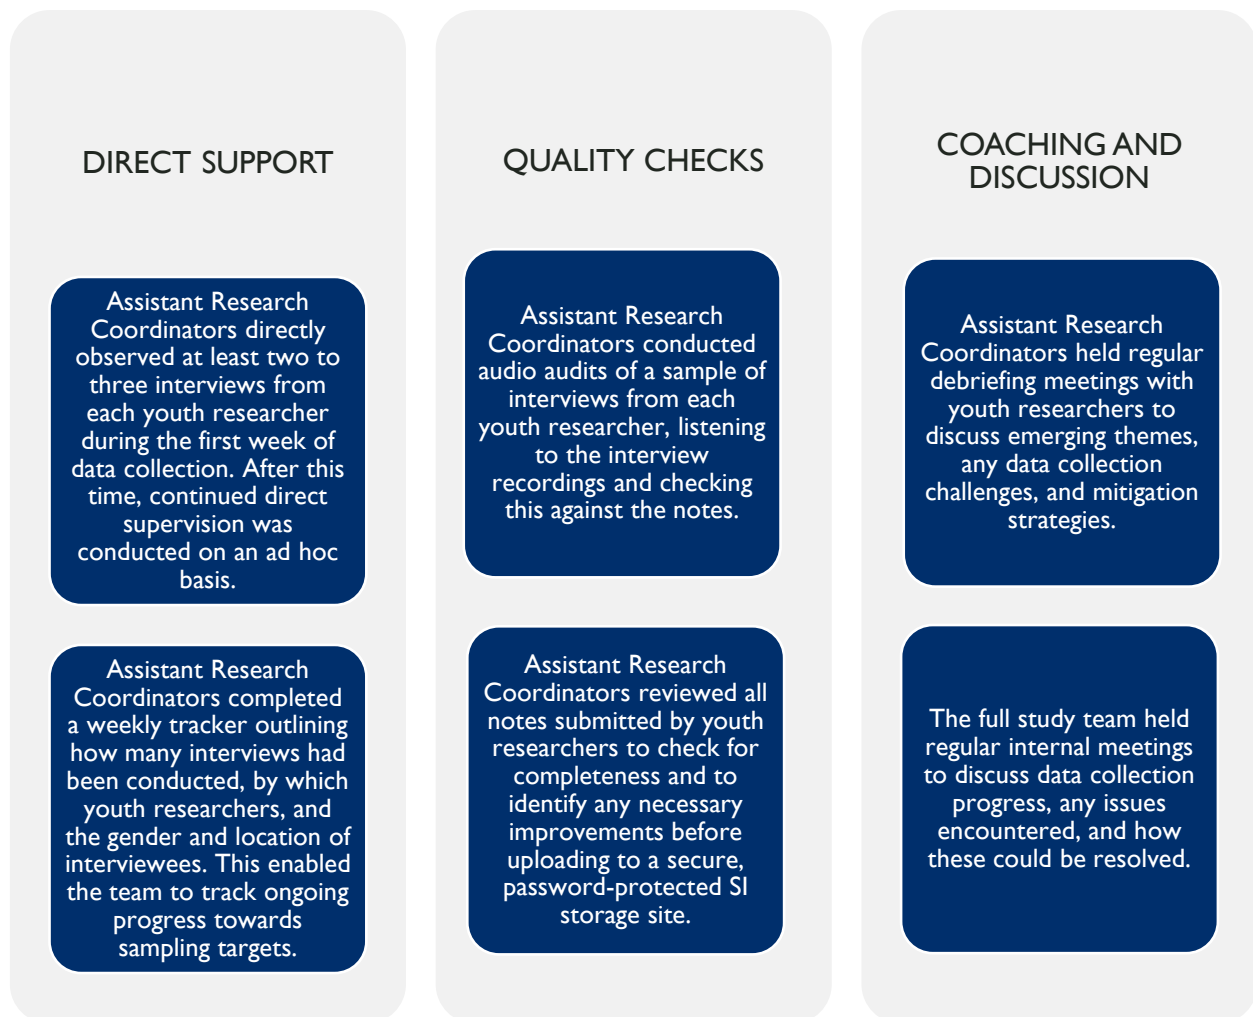 DIRECT SUPPORT
Assistant Research
Coordinators directly
observed at least two to
three interviews from
each youth researcher
during the first week of
data collection. After this
time, continued direct
supervision was
conducted on an ad hoc
basis.
Assistant Research
Coordinators completed
a weekly tracker outlining
how many interviews had
been conducted, by which
youth researchers, and
the gender and location of
interviewees. This enabled
the team to track ongoing
progress towards
sampling targets.
QUALITY CHECKS
Assistant Research
Coordinators conducted
audio audits of a sample of
interviews from each
youth researcher, listening
to the interview
recordings and checking
this against the notes.
Assistant Research
Coordinators reviewed all
notes submitted by youth
researchers to check for
completeness and to
identify any necessary
improvements before
uploading to a secure,
password-protected SI
storage site.
COACHING AND
DISCUSSION
Assistant Research
Coordinators held regular
debriefing meetings with
youth researchers to
discuss emerging themes,
any data collection
challenges, and mitigation
strategies.
The full study team held
regular internal meetings
to discuss data collection
progress, any issues
encountered, and how
these could be resolved.